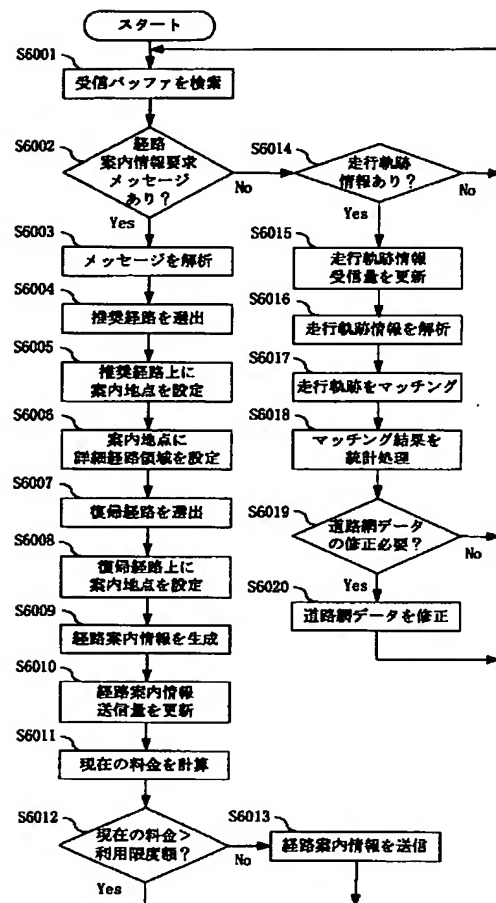 スタート
S6001
受信バッファを検索
S6002
経路
案内情報要求
メッセージ
あり?
No
Yes
S6003
メッセージを解析
S6004
推奨経路を選出
S6005
推奨経路上に
案内地点を設定
S6006
案内地点に
詳細経路領域を設定
S6007
復帰経路を選出
S6008
復帰経路上に
案内地点を設定
S6009
経路案内情報を生成
S6010
経路案内情報
送信量を更新
S6011
現在の料金を計算
S6012
現在の料金>
利用限度額?
No
Yes
S6013
経路案内情報を送信
S6014
走行軌跡
情報あり?
No
Yes
S6015
走行軌跡情報
受信量を更新
S6016
走行軌跡情報を解析
S6017
走行軌跡をマッチング
S6018
マッチング結果を
統計処理
S6019
道路網データ
の修正必要?
No
Yes
S6020
道路網データを修正